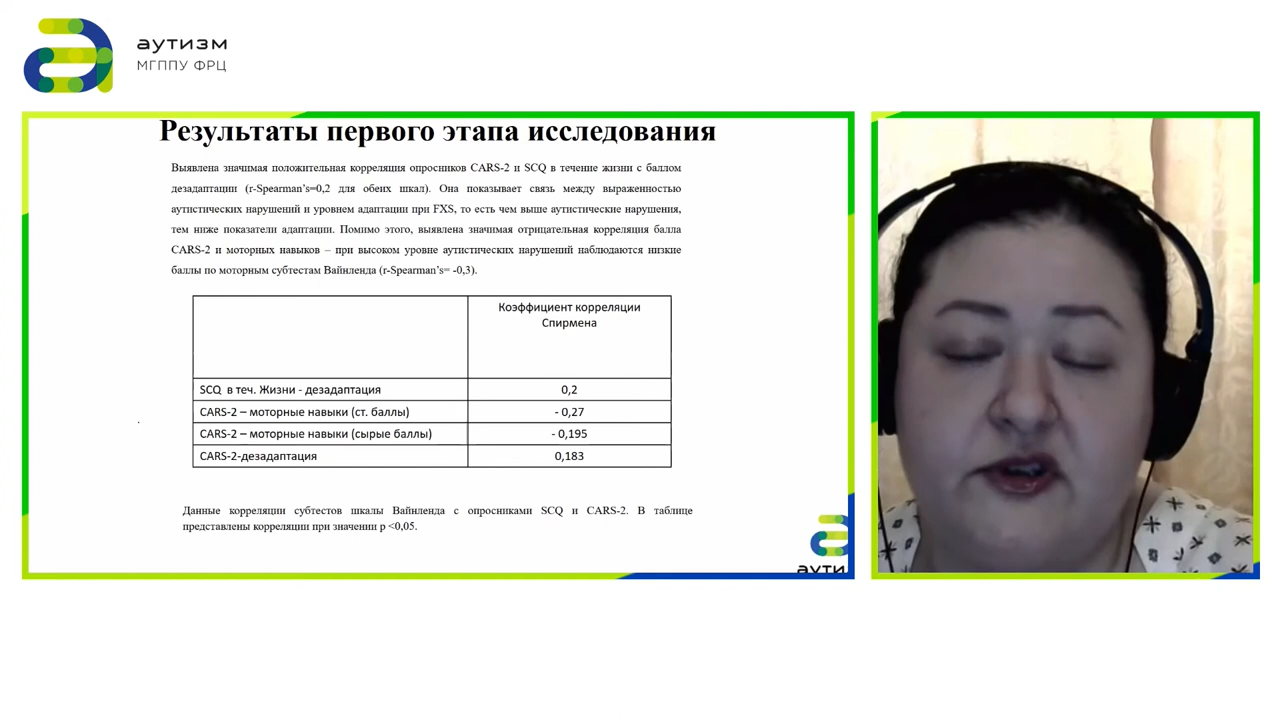 аутизм
МГППУ ФРЦ
Результаты первого этапа исследования
Выявлена значимая положительная корреляция опросников CARS-2 и SCQ в течение жизни с баллом
дезадаптации (r-Spearman’s=0,2 для обеих шкал). Она показывает связь между выраженностью
аутистических нарушений и уровнем адаптации при FXS, то есть чем выше аутистические нарушения,
тем ниже показатели адаптации. Помимо этого, выявлена значимая отрицательная корреляция балла
CARS-2 и моторных навыков – при высоком уровне аутистических нарушений наблюдаются низкие
баллы по моторным субтестам Вайнленда (r-Spearman’s= -0,3).
Коэффициент корреляции
Спирмена
SCQ в теч. Жизни - дезадаптация 0,2
CARS-2 – моторные навыки (ст. баллы) - 0,27
CARS-2 – моторные навыки (сырые баллы) - 0,195
CARS-2-дезадаптация 0,183
Данные корреляции субтестов шкалы Вайнленда с опросниками SCQ и CARS-2. В таблице
представлены корреляции при значении p <0,05.
аути